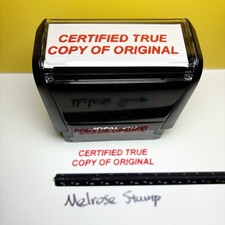 CERTIFIED TRUE
COPY OF ORIGINAL
CERTIFIED TRUE
COPY OF ORIGINAL
Melrose Stamp